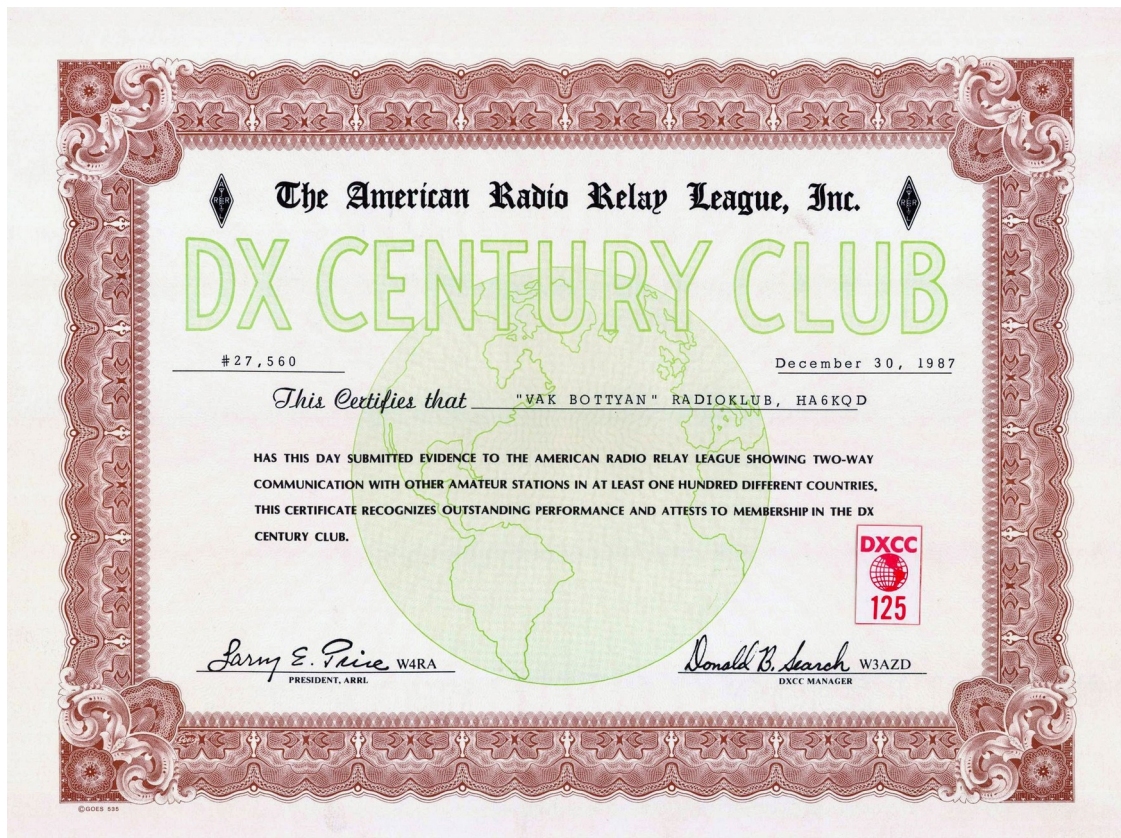 The American Radio Relay League, Inc.
DX CENTURY CLUB
#27,560
December 30, 1987
This Certifies that "VAK BOTTYAN" RADIOKLUB, HA6KQD
HAS THIS DAY SUBMITTED EVIDENCE TO THE AMERICAN RADIO RELAY LEAGUE SHOWING TWO-WAY
COMMUNICATION WITH OTHER AMATEUR STATIONS IN AT LEAST ONE HUNDRED DIFFERENT COUNTRIES.
THIS CERTIFICATE RECOGNIZES OUTSTANDING PERFORMANCE AND ATTESTS TO MEMBERSHIP IN THE DX
CENTURY CLUB.
DXCC
125
Larry E. Price W4RA
PRESIDENT, ARRL
Donald B. Search W3AZD
DXCC MANAGER
©GOES 535